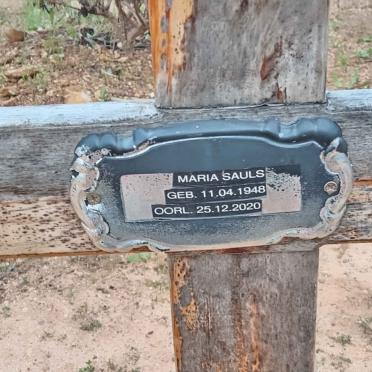 MARIA SAULS
GEB. 11.04.1948
OORL. 25.12.2020